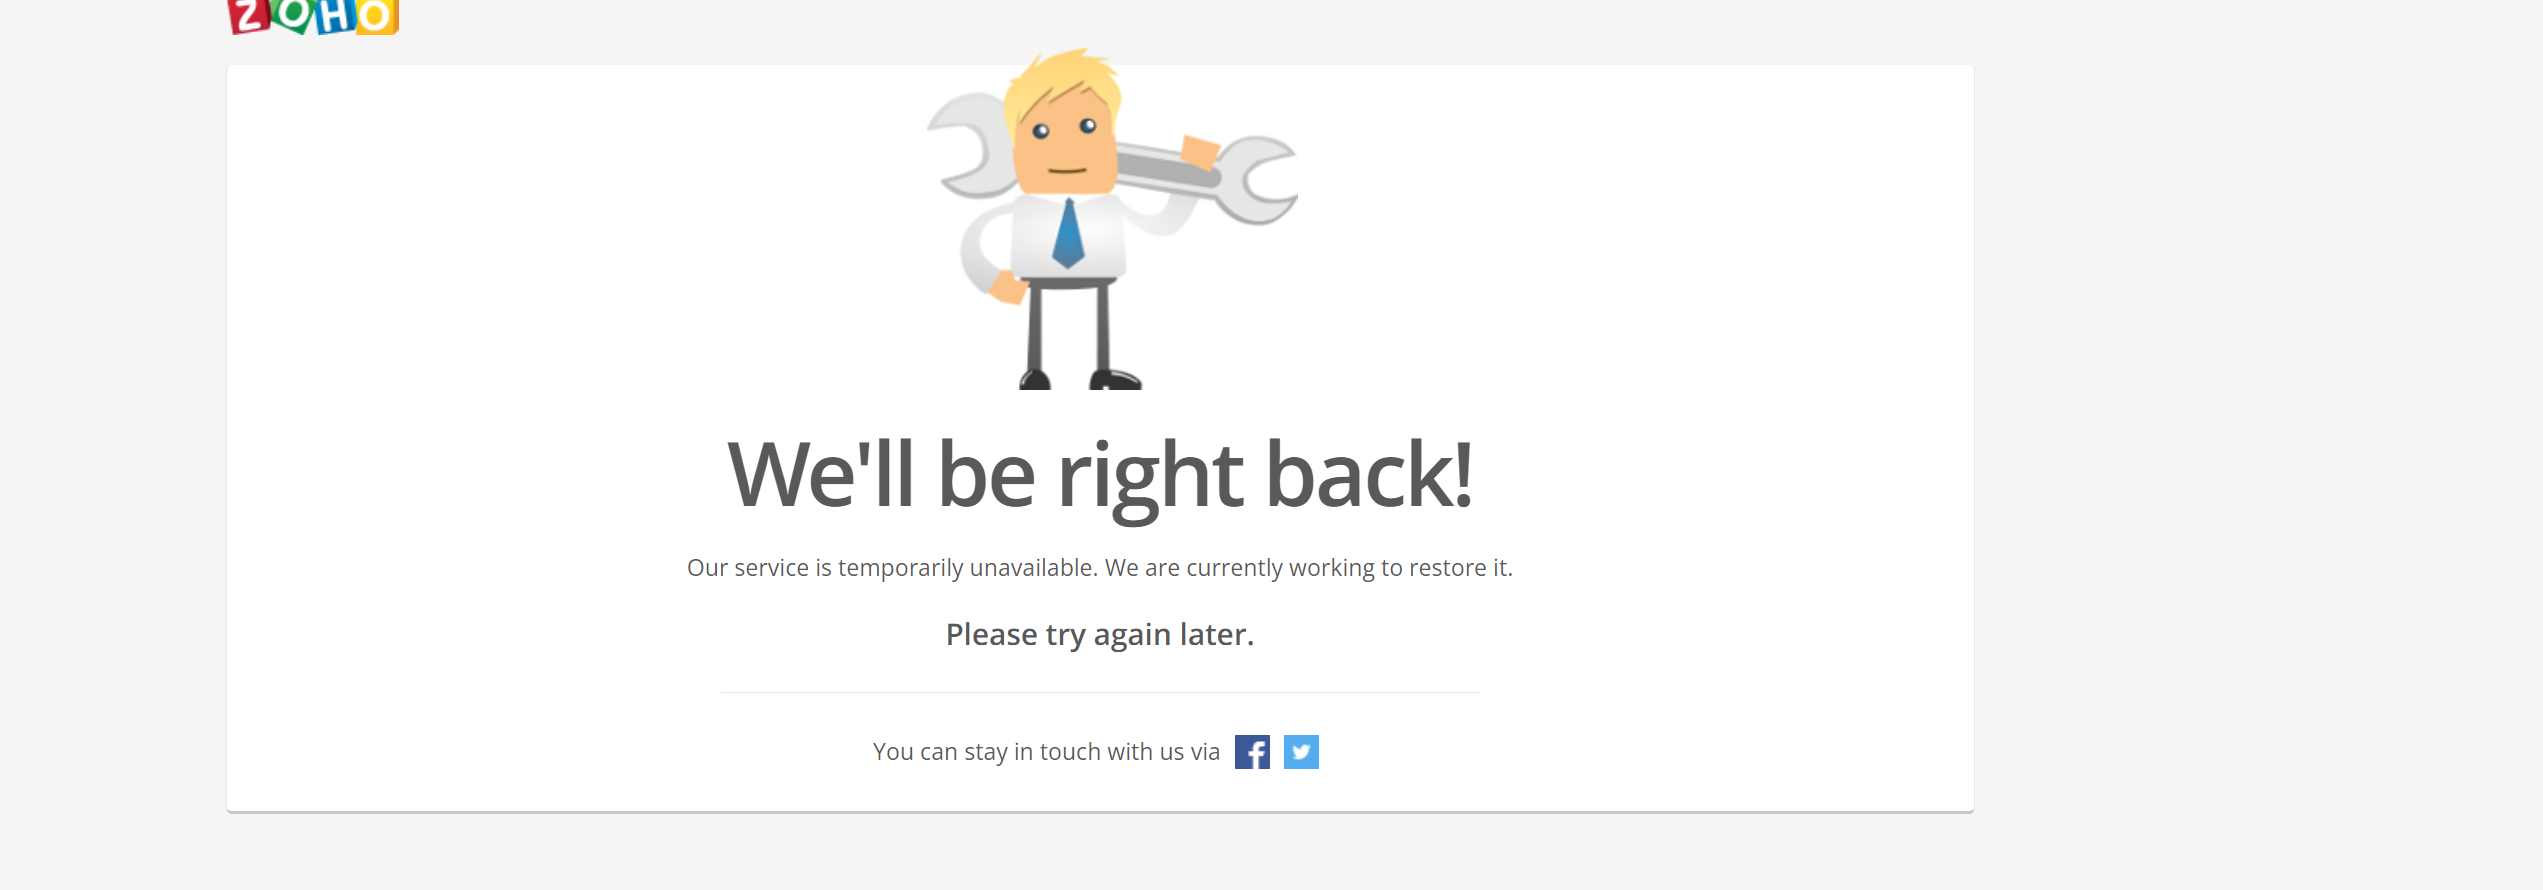 ZOHO
We'll be right back!
Our service is temporarily unavailable. We are currently working to restore it.
Please try again later.
You can stay in touch with us via